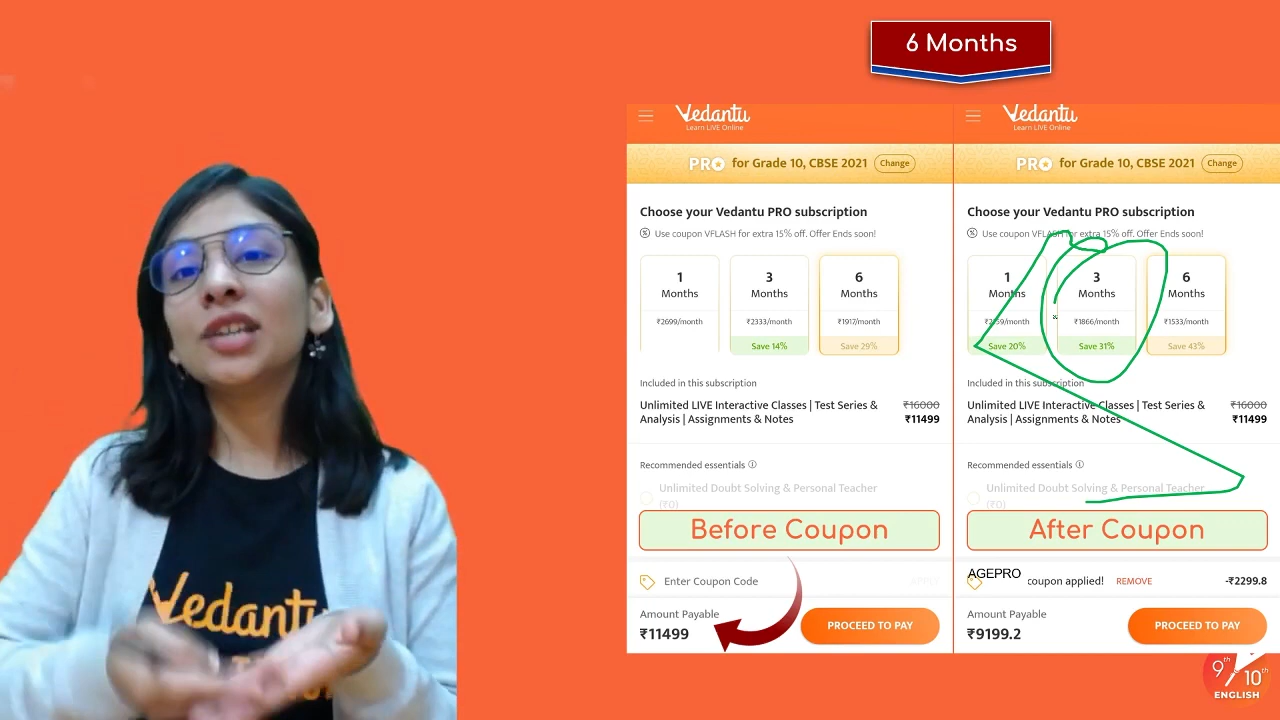 6 Months
Vedantu
Learn LIVE Online
PRO for Grade 10, CBSE 2021 Change
Choose your Vedantu PRO subscription
Use coupon VFLASH for extra 15% off. Offer Ends soon!
1 3 6
Months Months Months
₹2699/month ₹2333/month ₹1917/month
Save 14% Save 29%
Included in this subscription
Unlimited LIVE Interactive Classes | Test Series & ₹16000
Analysis | Assignments & Notes ₹11499
Recommended essentials
Unlimited Doubt Solving & Personal Teacher
(₹0)
Before Coupon
Enter Coupon Code APPLY
Amount Payable
₹11499 PROCEED TO PAY
Vedantu
Learn LIVE Online
PRO for Grade 10, CBSE 2021 Change
Choose your Vedantu PRO subscription
Use coupon VFLASH for extra 15% off. Offer Ends soon!
1 3 6
Months Months Months
₹2159/month ₹1866/month ₹1533/month
Save 20% Save 31% Save 43%
Included in this subscription
Unlimited LIVE Interactive Classes | Test Series & ₹16000
Analysis | Assignments & Notes ₹11499
Recommended essentials
Unlimited Doubt Solving & Personal Teacher
(₹0)
After Coupon
AGEPRO coupon applied! REMOVE -₹2299.8
Amount Payable
₹9199.2 PROCEED TO PAY
Vedantu
9th / 10th
ENGLISH